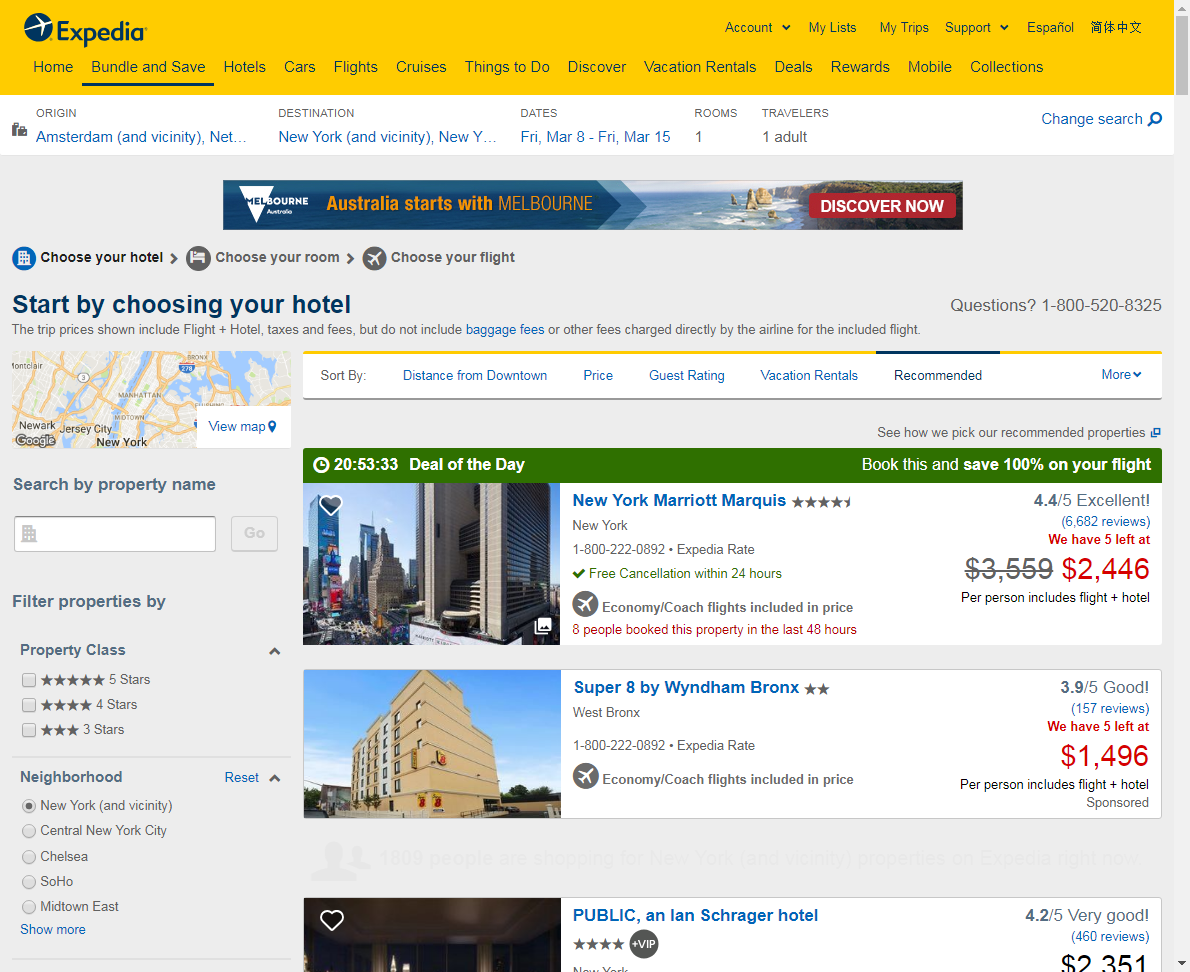 Expedia
Account
My Lists
My Trips
Support
Español
简体中文
Home
Bundle and Save
Hotels
Cars
Flights
Cruises
Things to Do
Discover
Vacation Rentals
Deals
Rewards
Mobile
Collections
ORIGIN
Amsterdam (and vicinity), Net...
DESTINATION
New York (and vicinity), New Y...
DATES
Fri, Mar 8 - Fri, Mar 15
ROOMS
1
TRAVELERS
1 adult
Change search
MELBOURNE
Australia
Australia starts with MELBOURNE
DISCOVER NOW
Choose your hotel
Choose your room
Choose your flight
Start by choosing your hotel
Questions? 1-800-520-8325
The trip prices shown include Flight + Hotel, taxes and fees, but do not include baggage fees or other fees charged directly by the airline for the included flight.
BRONX
278
3
MANHATTAN
MIDTOWN
Newark
Jersey City
New York
Google
View map
Sort By:
Distance from Downtown
Price
Guest Rating
Vacation Rentals
Recommended
More
See how we pick our recommended properties
Search by property name
Go
Filter properties by
Property Class
5 Stars
4 Stars
3 Stars
Neighborhood
Reset
New York (and vicinity)
Central New York City
Chelsea
SoHo
Midtown East
Show more
20:53:33 Deal of the Day
Book this and save 100% on your flight
New York Marriott Marquis
New York
1-800-222-0892 • Expedia Rate
Free Cancellation within 24 hours
Economy/Coach flights included in price
8 people booked this property in the last 48 hours
4.4/5 Excellent!
(6,682 reviews)
We have 5 left at
$3,559 $2,446
Per person includes flight + hotel
Super 8 by Wyndham Bronx
West Bronx
1-800-222-0892 • Expedia Rate
Economy/Coach flights included in price
3.9/5 Good!
(157 reviews)
We have 5 left at
$1,496
Per person includes flight + hotel
Sponsored
1809 people are shopping for New York (and vicinity) properties on Expedia right now.
PUBLIC, an Ian Schrager hotel
+VIP
New York
4.2/5 Very good!
(460 reviews)
$2,351